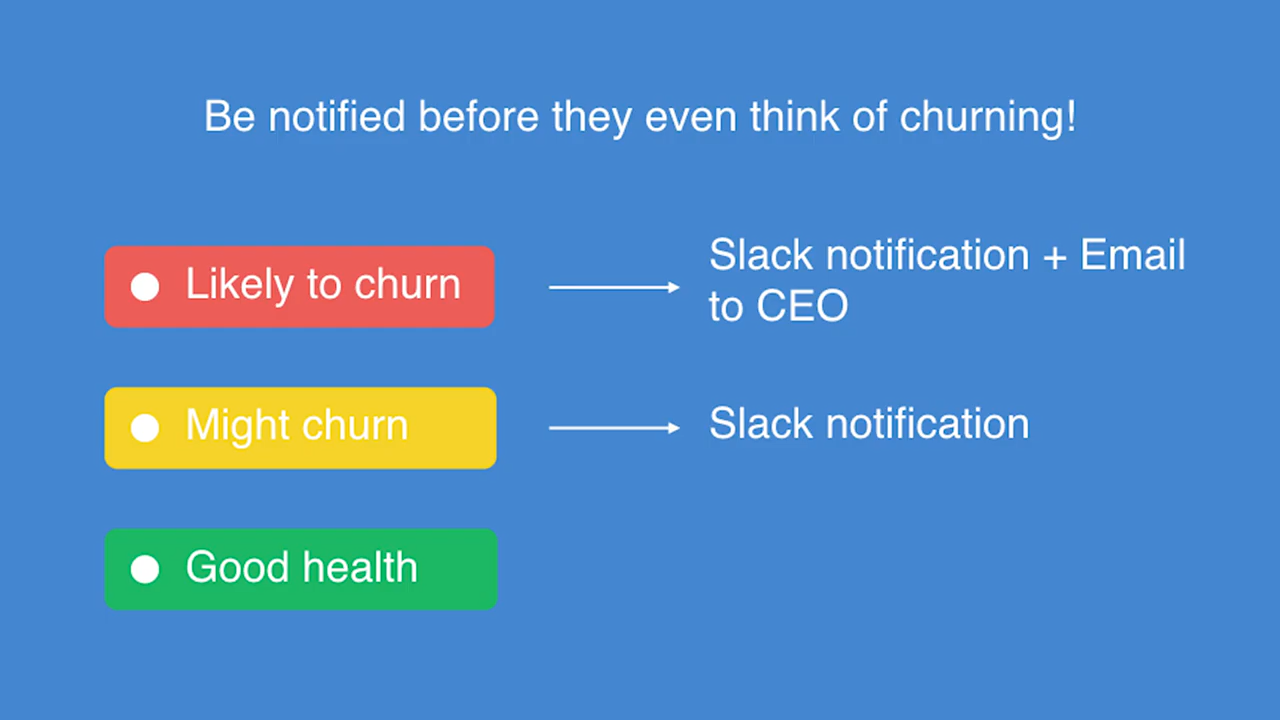 Be notified before they even think of churning!
Likely to churn
Slack notification + Email
to CEO
Might churn
Slack notification
Good health